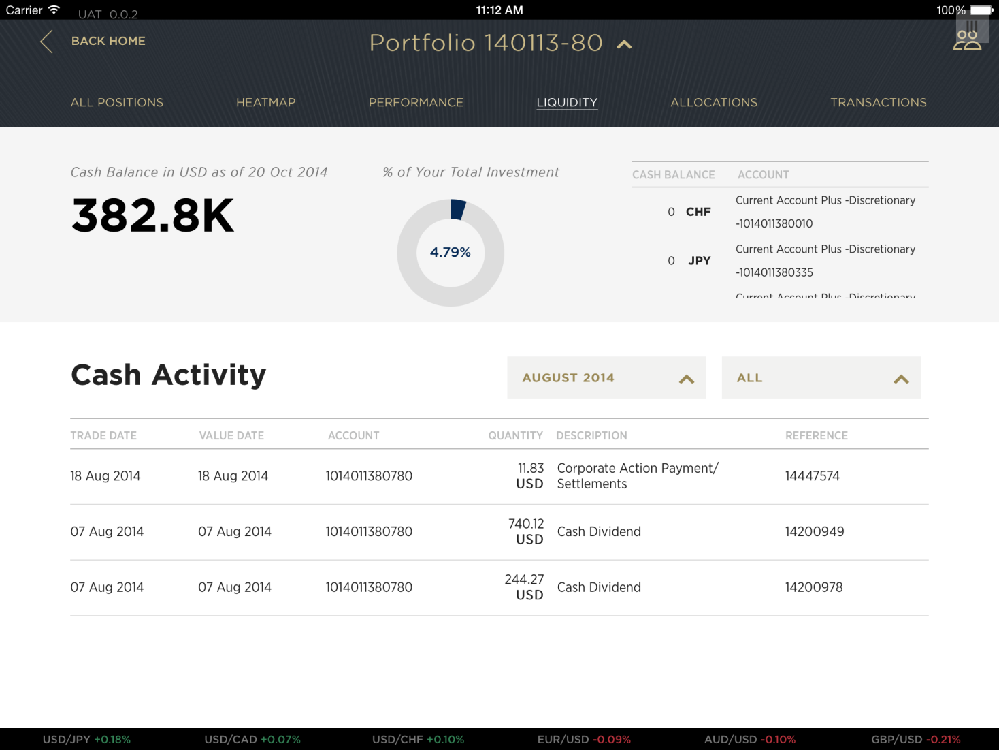 Carrier
UAT 0.0.2
11:12 AM
100%
BACK HOME
Portfolio 140113-80
ALL POSITIONS
HEATMAP
PERFORMANCE
LIQUIDITY
ALLOCATIONS
TRANSACTIONS
Cash Balance in USD as of 20 Oct 2014
382.8K
% of Your Total Investment
4.79%
CASH BALANCE ACCOUNT
0 CHF
Current Account Plus -Discretionary
-1014011380010
0 JPY
Current Account Plus -Discretionary
-1014011380335
Current Account Plus -Discretionary
Cash Activity
AUGUST 2014
ALL
TRADE DATE VALUE DATE ACCOUNT QUANTITY DESCRIPTION REFERENCE
18 Aug 2014 18 Aug 2014 1014011380780 11.83 USD Corporate Action Payment/
Settlements 14447574
07 Aug 2014 07 Aug 2014 1014011380780 740.12 USD Cash Dividend 14200949
07 Aug 2014 07 Aug 2014 1014011380780 244.27 USD Cash Dividend 14200978
USD/JPY +0.18% USD/CAD +0.07% USD/CHF +0.10% EUR/USD -0.09% AUD/USD -0.10% GBP/USD -0.21%